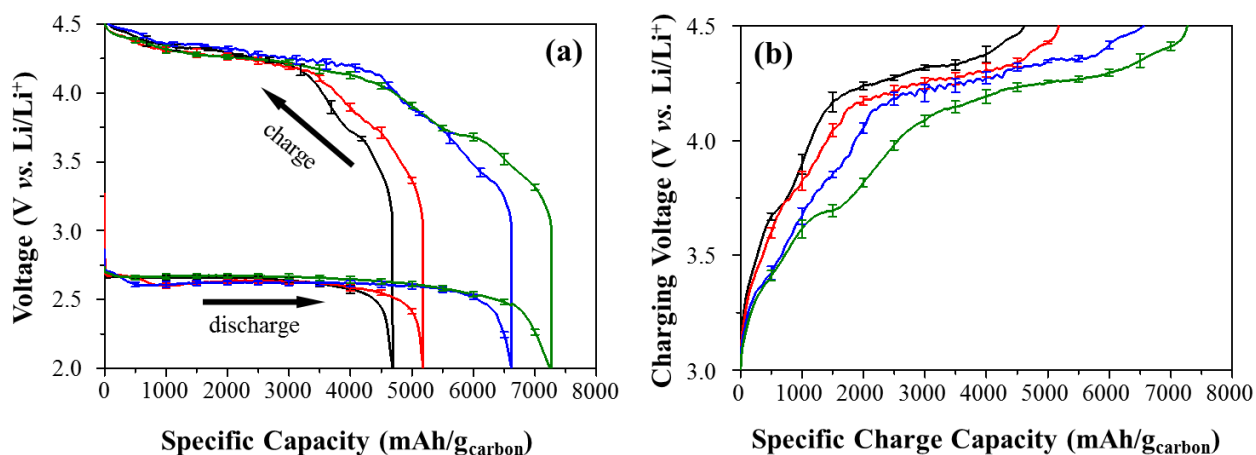 (a)
Voltage (V vs. Li/Li⁺)
4.5
4.0
3.5
3.0
2.5
2.0
charge
discharge
0 1000 2000 3000 4000 5000 6000 7000 8000
Specific Capacity (mAh/gcarbon)
(b)
Charging Voltage (V vs. Li/Li⁺)
4.5
4.0
3.5
3.0
0 1000 2000 3000 4000 5000 6000 7000 8000
Specific Charge Capacity (mAh/gcarbon)